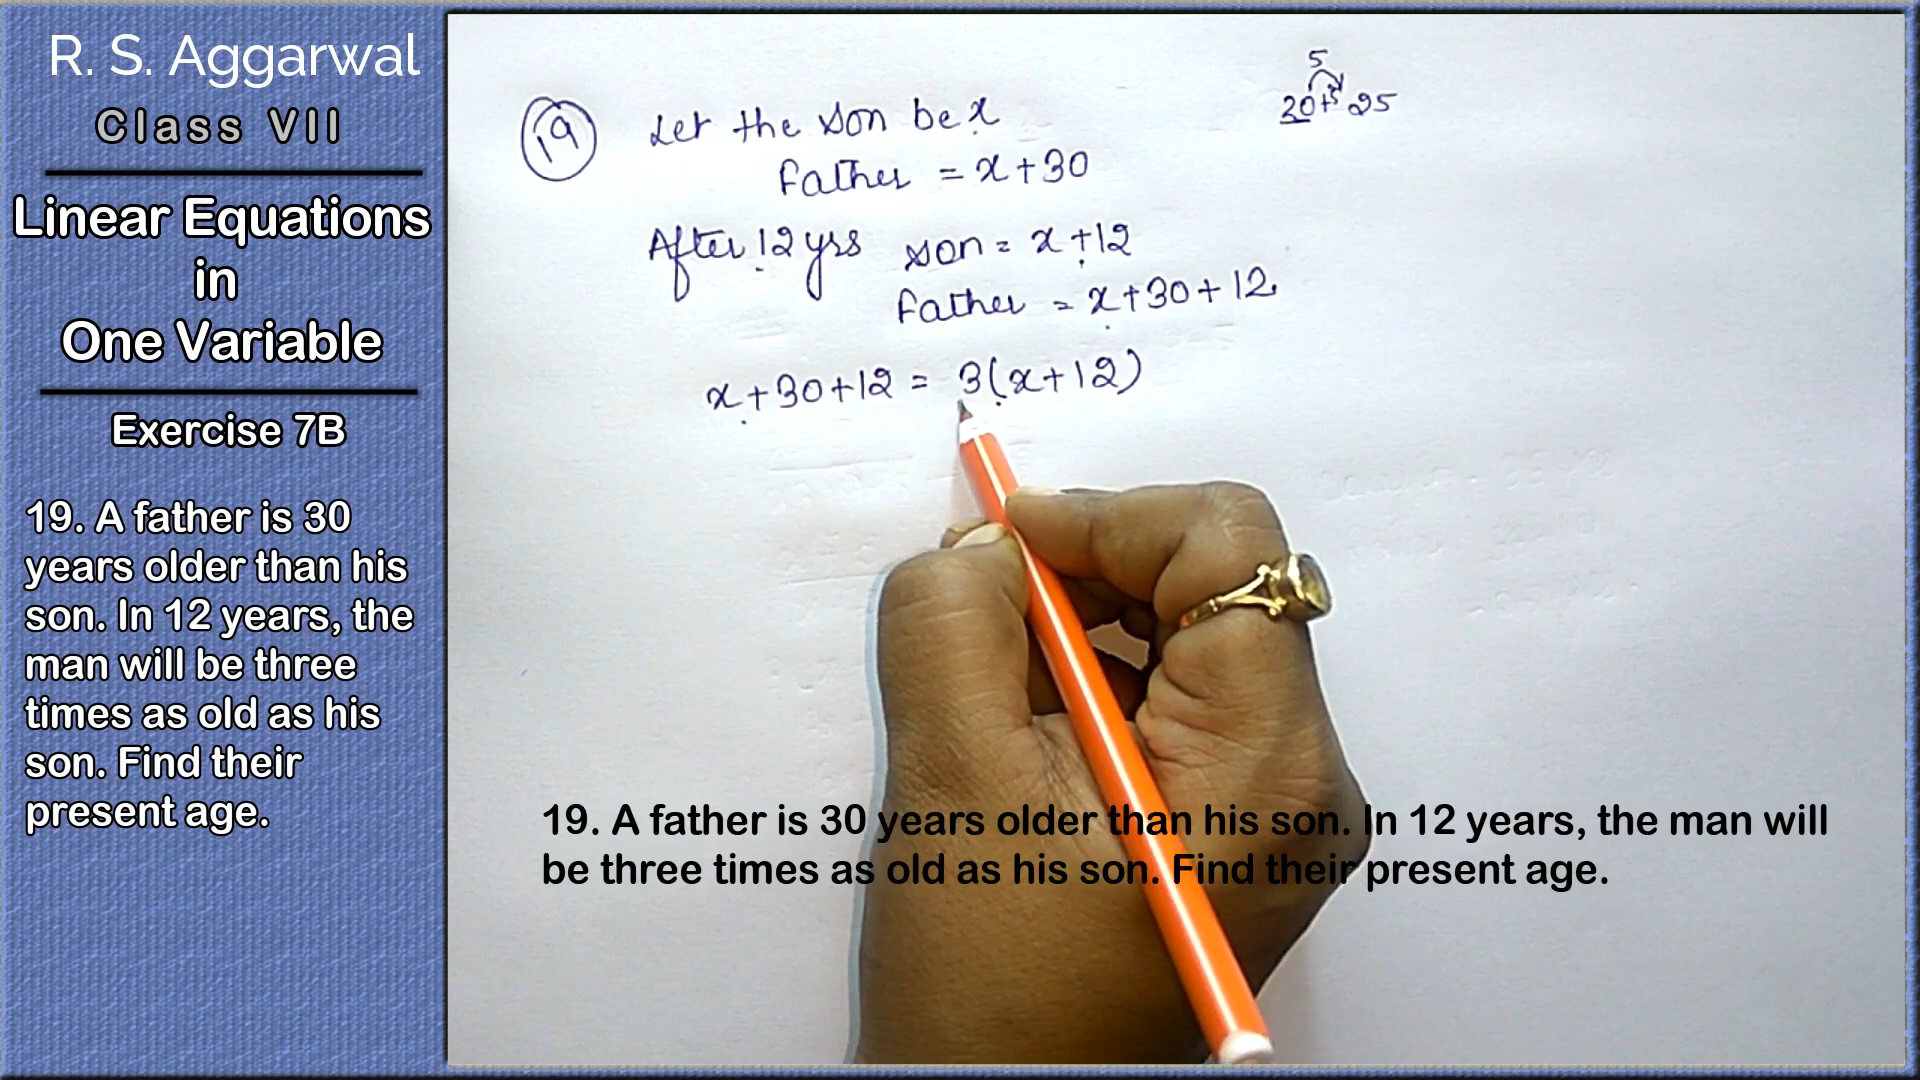 R. S. Aggarwal
Class VII
Linear Equations
in
One Variable
Exercise 7B
19. A father is 30
years older than his
son. In 12 years, the
man will be three
times as old as his
son. Find their
present age.
19 Let the son be x
5
20+5 25
father = x+30
After 12 yrs son = x+12
father = x+30+12
x+30+12 = 3(x+12)
19. A father is 30 years older than his son. In 12 years, the man will
be three times as old as his son. Find their present age.